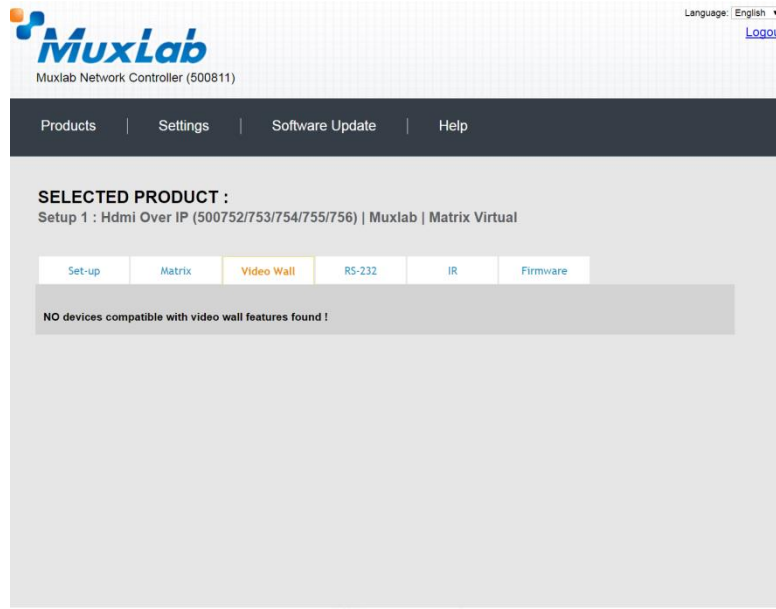 Language: English
Logou
MuxLab
Muxlab Network Controller (500811)
Products | Settings | Software Update | Help
SELECTED PRODUCT :
Setup 1 : Hdmi Over IP (500752/753/754/755/756) | Muxlab | Matrix Virtual
Set-up Matrix Video Wall RS-232 IR Firmware
NO devices compatible with video wall features found !